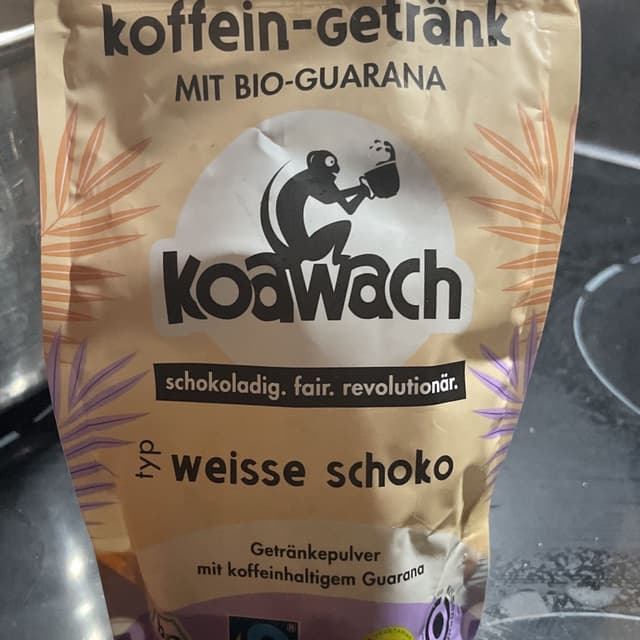 koffein-Getränk
MIT BIO-GUARANA
koawach
schokoladig. fair. revolutionär.
typ weisse schoko
Getränkepulver
mit koffeinhaltigem Guarana